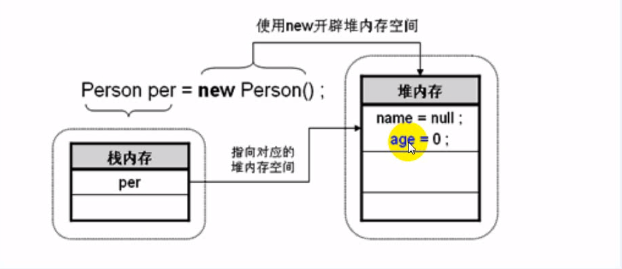 使用new开辟堆内存空间
Person per = new Person() ;
堆内存
name = null ;
age = 0 ;
栈内存
per
指向对应的
堆内存空间